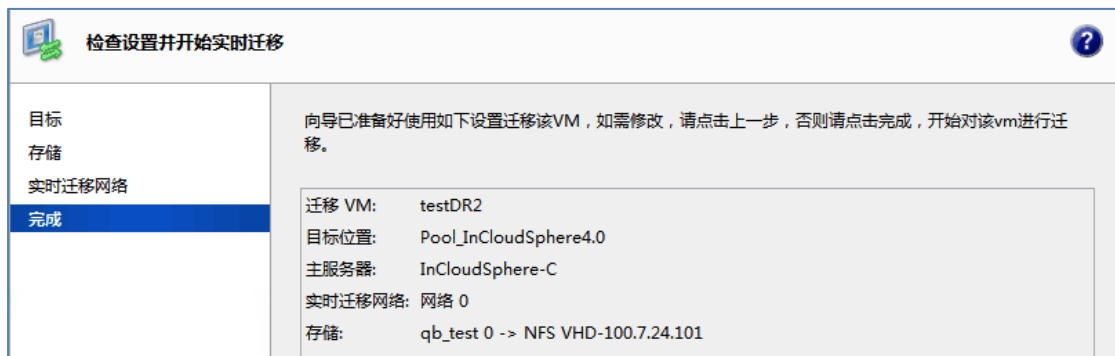 检查设置并开始实时迁移
?
目标
存储
实时迁移网络
完成
向导已准备好使用如下设置迁移该VM，如需修改，请点击上一步，否则请点击完成，开始对该vm进行迁
移。
迁移 VM: testDR2
目标位置: Pool_InCloudSphere4.0
主服务器: InCloudSphere-C
实时迁移网络: 网络 0
存储: qb_test 0 -> NFS VHD-100.7.24.101